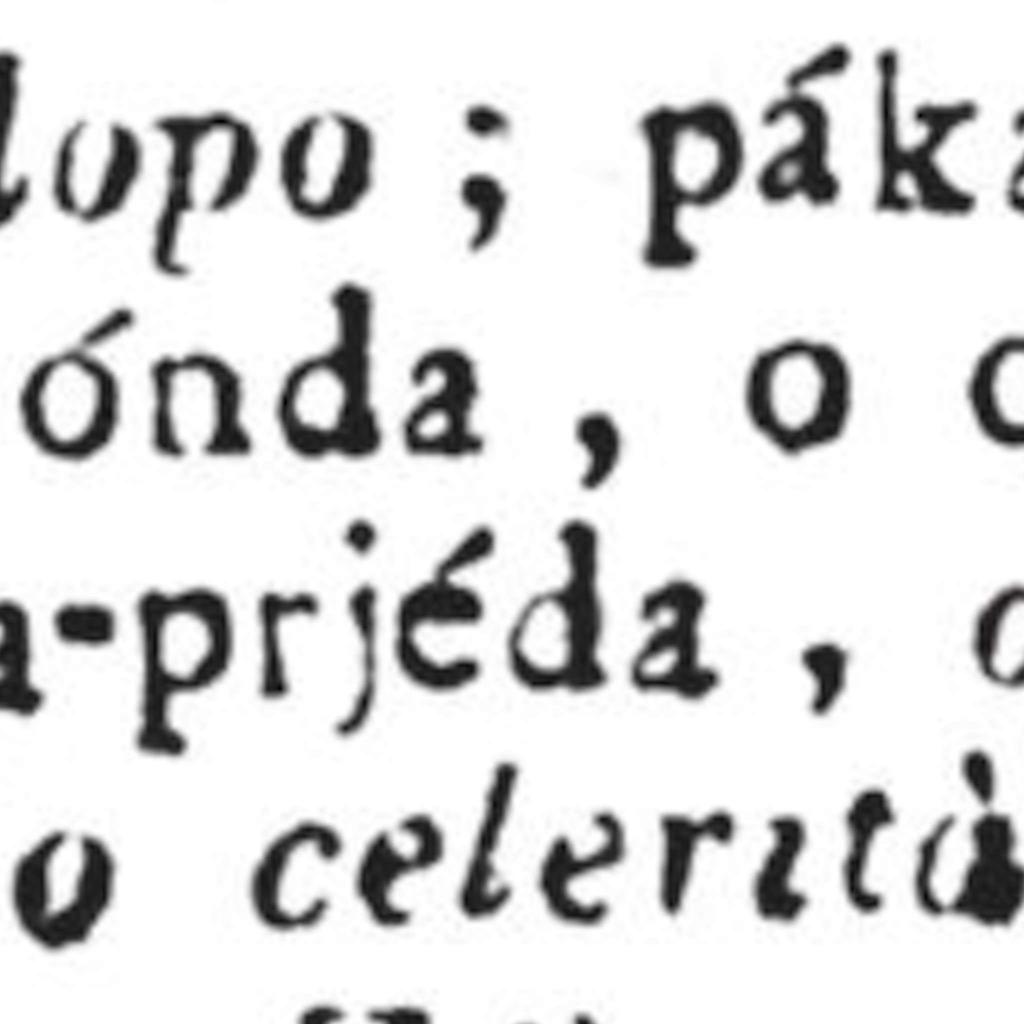 dopo ; páka
ónda , o
a-prjéda , o
o celerità